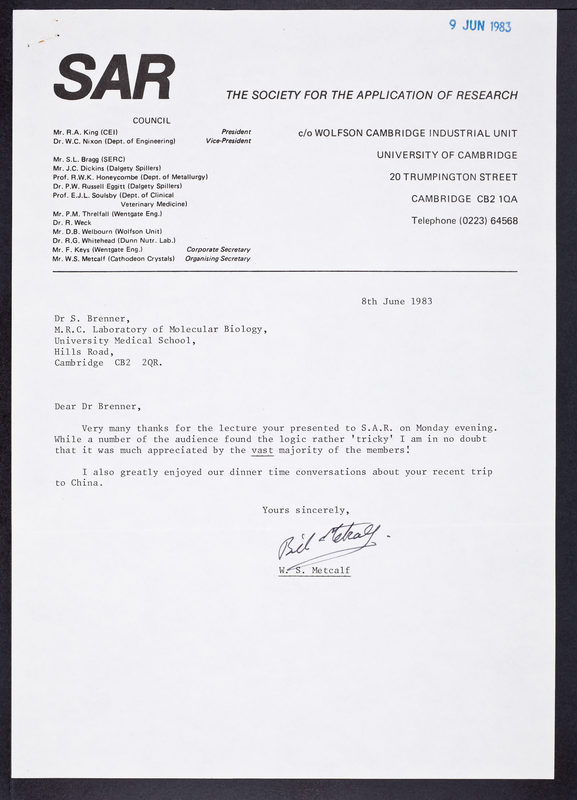 9 JUN 1983
SAR
THE SOCIETY FOR THE APPLICATION OF RESEARCH
COUNCIL
Mr. R.A. King (CEI) President
Dr. W.C. Nixon (Dept. of Engineering) Vice-President
Mr. S.L. Bragg (SERC)
Mr. J.C. Dickins (Dalgety Spillers)
Prof. R.W.K. Honeycombe (Dept. of Metallurgy)
Dr. P.W. Russell Eggitt (Dalgety Spillers)
Prof. E.J.L. Soulsby (Dept. of Clinical
Veterinary Medicine)
Mr. P.M. Threlfall (Wentgate Eng.)
Dr. R. Weck
Mr. D.B. Welbourn (Wolfson Unit)
Dr. R.G. Whitehead (Dunn Nutr. Lab.)
Mr. F. Keys (Wentgate Eng.) Corporate Secretary
Mr. W.S. Metcalf (Cathodeon Crystals) Organising Secretary
c/o WOLFSON CAMBRIDGE INDUSTRIAL UNIT
UNIVERSITY OF CAMBRIDGE
20 TRUMPINGTON STREET
CAMBRIDGE CB2 1QA
Telephone (0223) 64568
8th June 1983
Dr S. Brenner,
M.R.C. Laboratory of Molecular Biology,
University Medical School,
Hills Road,
Cambridge CB2 2QR.
Dear Dr Brenner,
Very many thanks for the lecture your presented to S.A.R. on Monday evening.
While a number of the audience found the logic rather 'tricky' I am in no doubt
that it was much appreciated by the vast majority of the members!
I also greatly enjoyed our dinner time conversations about your recent trip
to China.
Yours sincerely,
Bill Metcalf.
W. S. Metcalf